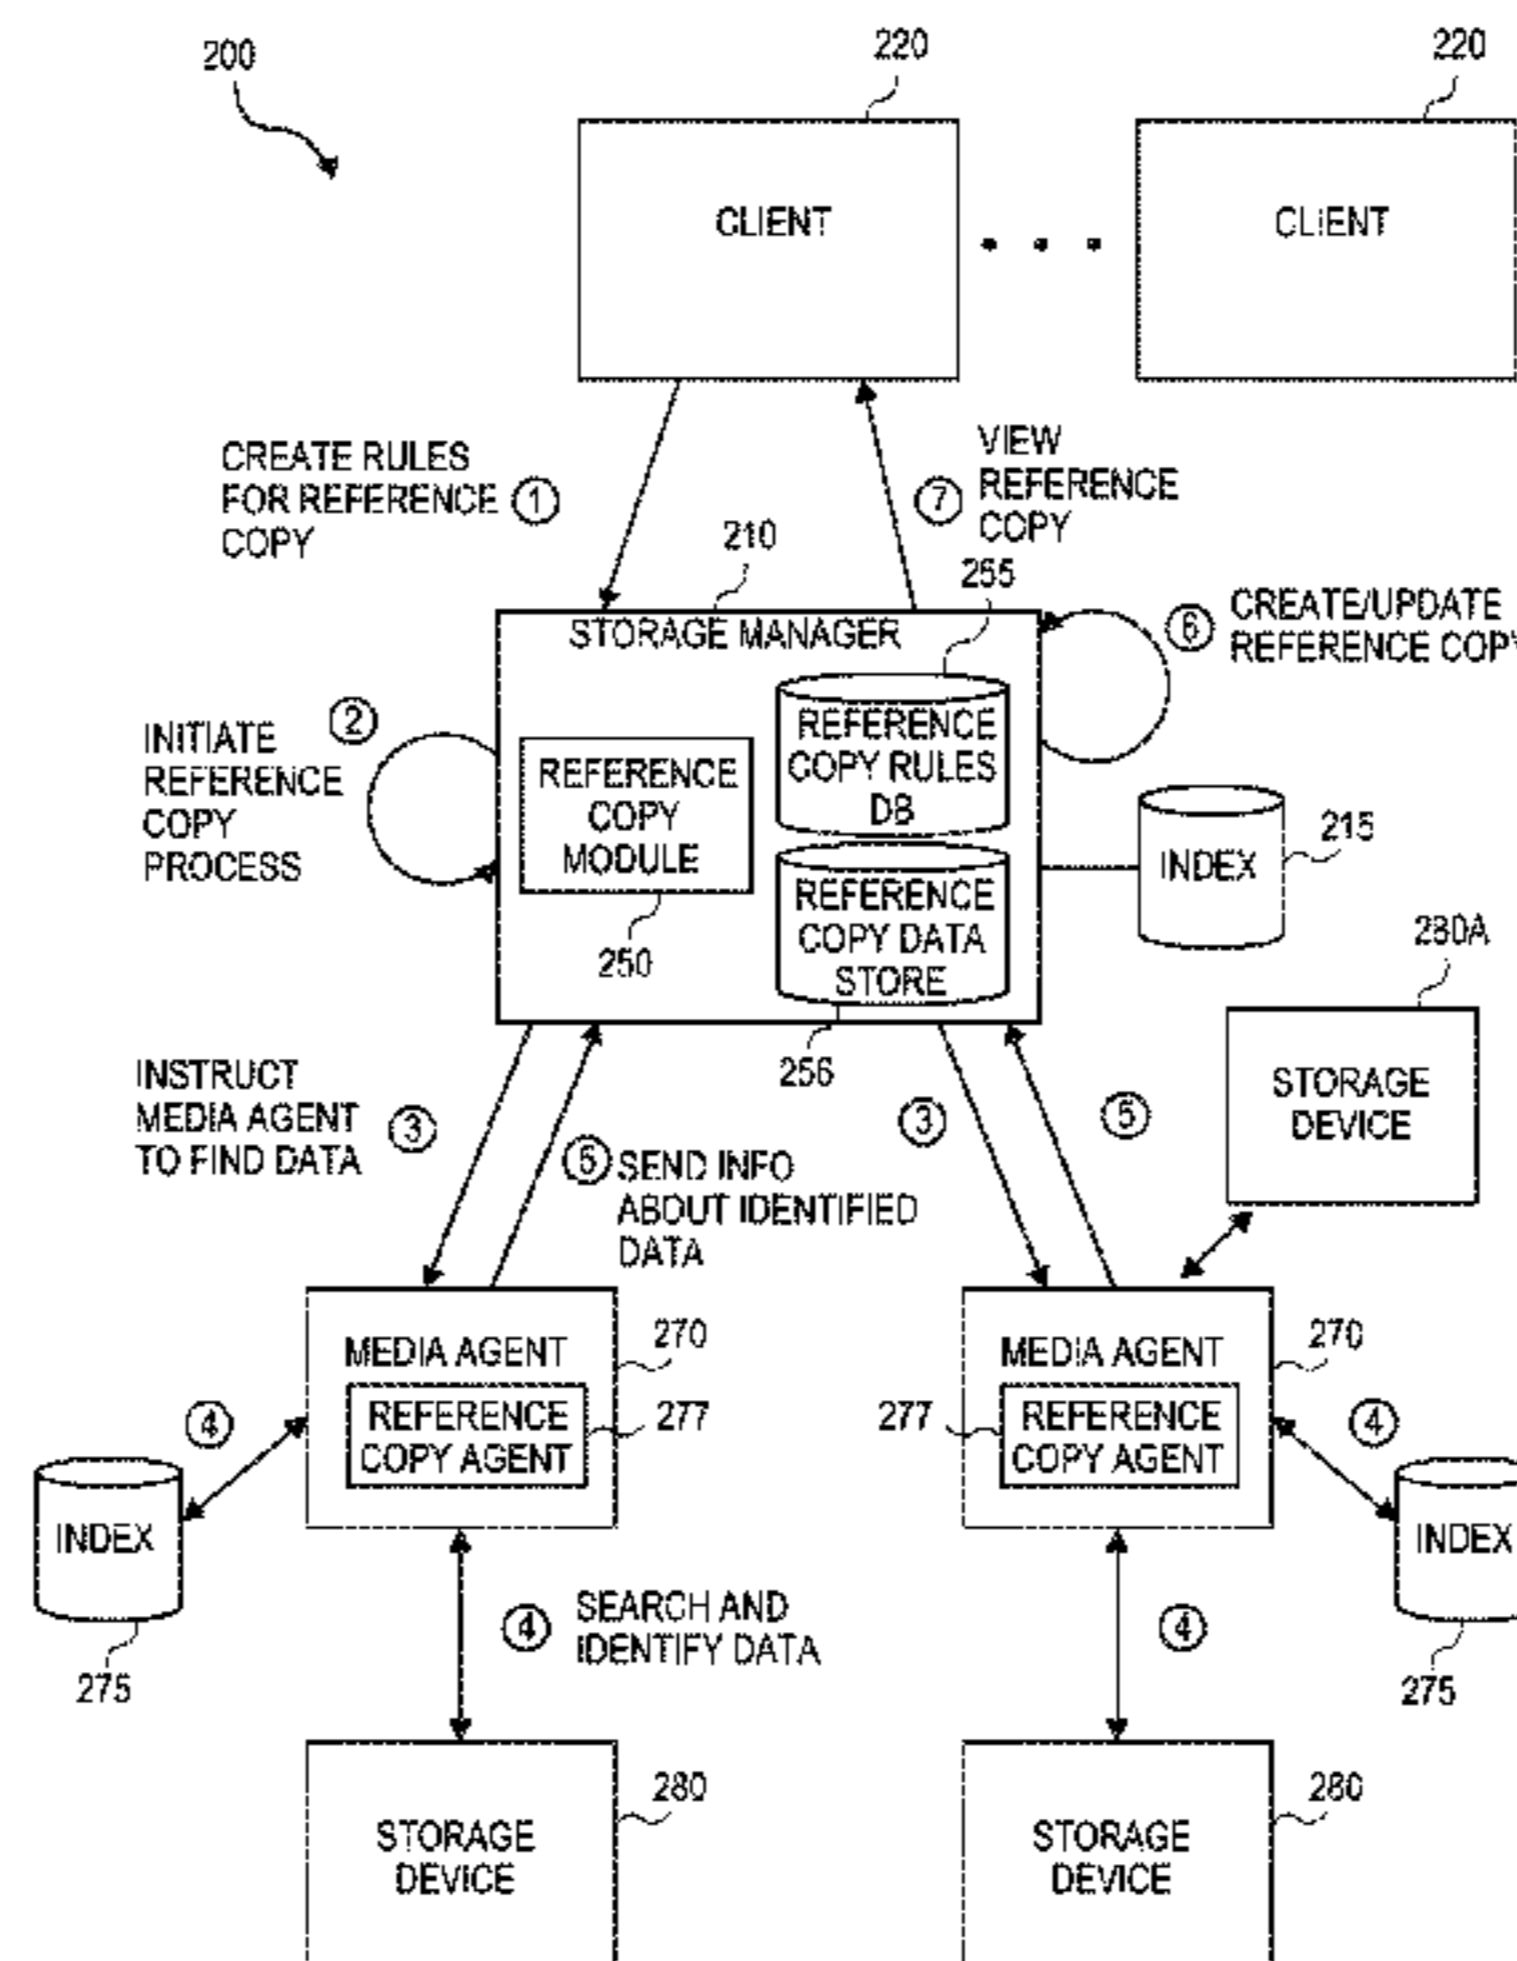 200
220
220
CLIENT
CLIENT
CREATE RULES
FOR REFERENCE
COPY
1
7
VIEW
REFERENCE
COPY
210
255
STORAGE MANAGER
6
CREATE/UPDATE
REFERENCE COPY
2
INITIATE
REFERENCE
COPY
PROCESS
REFERENCE
COPY
MODULE
250
REFERENCE
COPY RULES
DB
REFERENCE
COPY DATA
STORE
256
INDEX
215
280A
STORAGE
DEVICE
INSTRUCT
MEDIA AGENT
TO FIND DATA
3
5
SEND INFO
ABOUT IDENTIFIED
DATA
3
5
MEDIA AGENT
270
REFERENCE
COPY AGENT
277
MEDIA AGENT
270
277
REFERENCE
COPY AGENT
4
INDEX
275
4
INDEX
275
4
SEARCH AND
IDENTIFY DATA
4
STORAGE
DEVICE
280
STORAGE
DEVICE
280